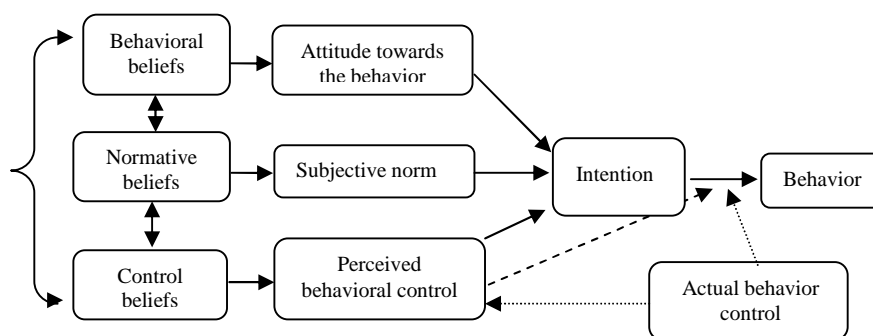 Behavioral
beliefs
Attitude towards
the behavior
Normative
beliefs
Subjective norm
Intention
Behavior
Control
beliefs
Perceived
behavioral control
Actual behavior
control